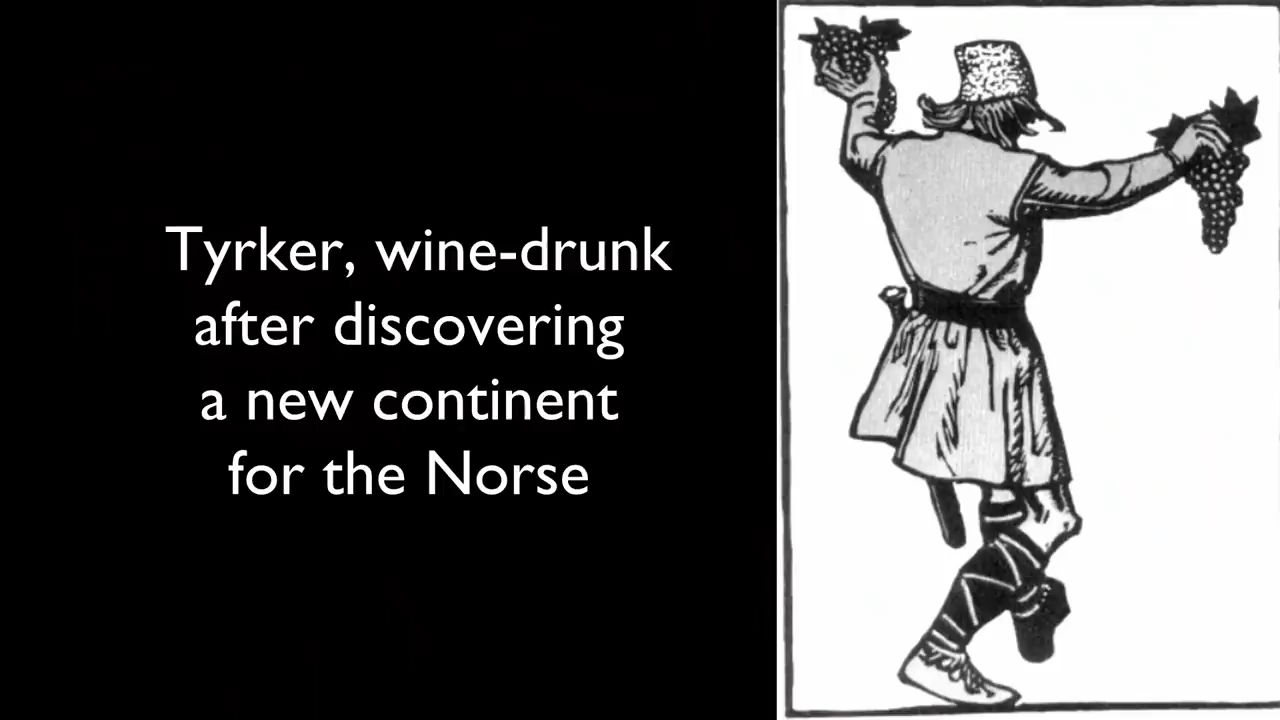 Tyrker, wine-drunk
after discovering
a new continent
for the Norse